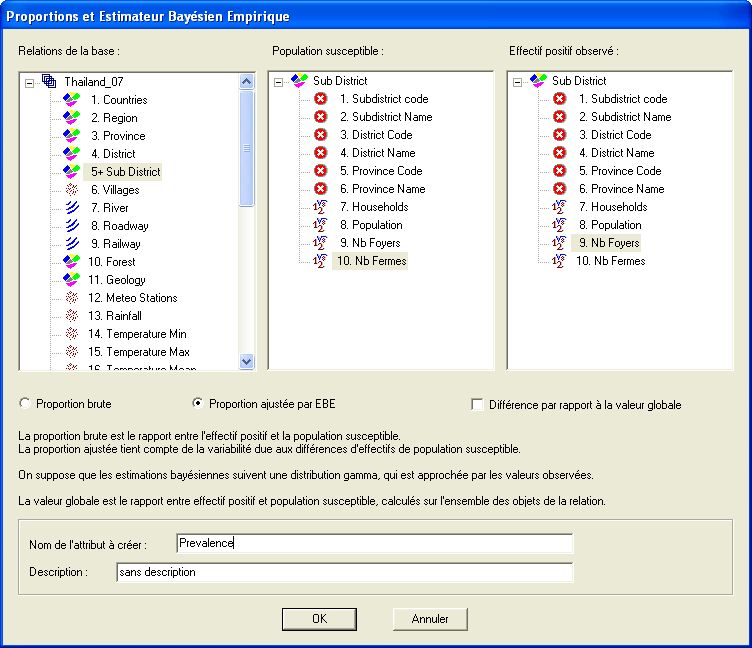 Proportions et Estimateur Bayésien Empirique
Relations de la base :
Thailand_07
1. Countries
2. Region
3. Province
4. District
5+ Sub District
6. Villages
7. River
8. Roadway
9. Railway
10. Forest
11. Geology
12. Meteo Stations
13. Rainfall
14. Temperature Min
15. Temperature Max
16. Temperature Mean
Population susceptible :
Sub District
1. Subdistrict code
2. Subdistrict Name
3. District Code
4. District Name
5. Province Code
6. Province Name
7. Households
8. Population
9. Nb Foyers
10. Nb Fermes
Effectif positif observé :
Sub District
1. Subdistrict code
2. Subdistrict Name
3. District Code
4. District Name
5. Province Code
6. Province Name
7. Households
8. Population
9. Nb Foyers
10. Nb Fermes
Proportion brute
Proportion ajustée par EBE
Différence par rapport à la valeur globale
La proportion brute est le rapport entre l'effectif positif et la population susceptible.
La proportion ajustée tient compte de la variabilité due aux différences d'effectifs de population susceptible.
On suppose que les estimations bayésiennes suivent une distribution gamma, qui est approchée par les valeurs observées.
La valeur globale est le rapport entre effectif positif et population susceptible, calculés sur l'ensemble des objets de la relation.
Nom de l'attribut à créer : Prevalence
Description : sans description
OK
Annuler